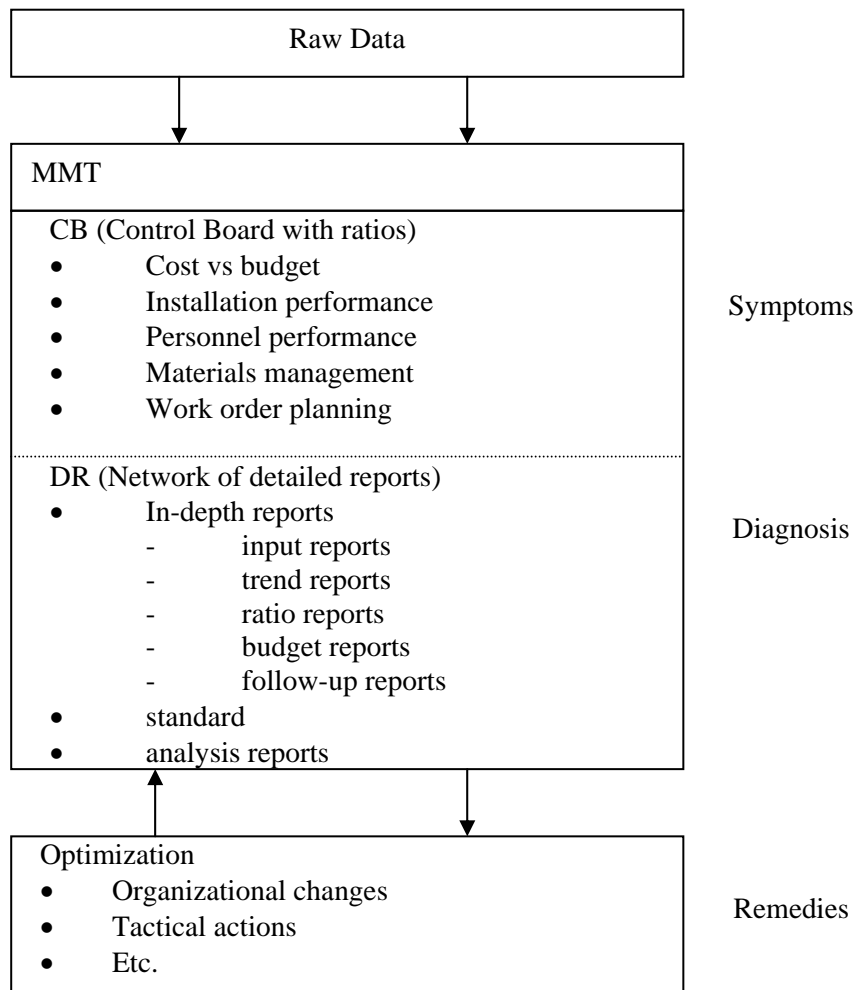 Raw Data
MMT
CB (Control Board with ratios)
• Cost vs budget
• Installation performance
• Personnel performance
• Materials management
• Work order planning
Symptoms
DR (Network of detailed reports)
• In-depth reports
- input reports
- trend reports
- ratio reports
- budget reports
- follow-up reports
• standard
• analysis reports
Diagnosis
Optimization
• Organizational changes
• Tactical actions
• Etc.
Remedies